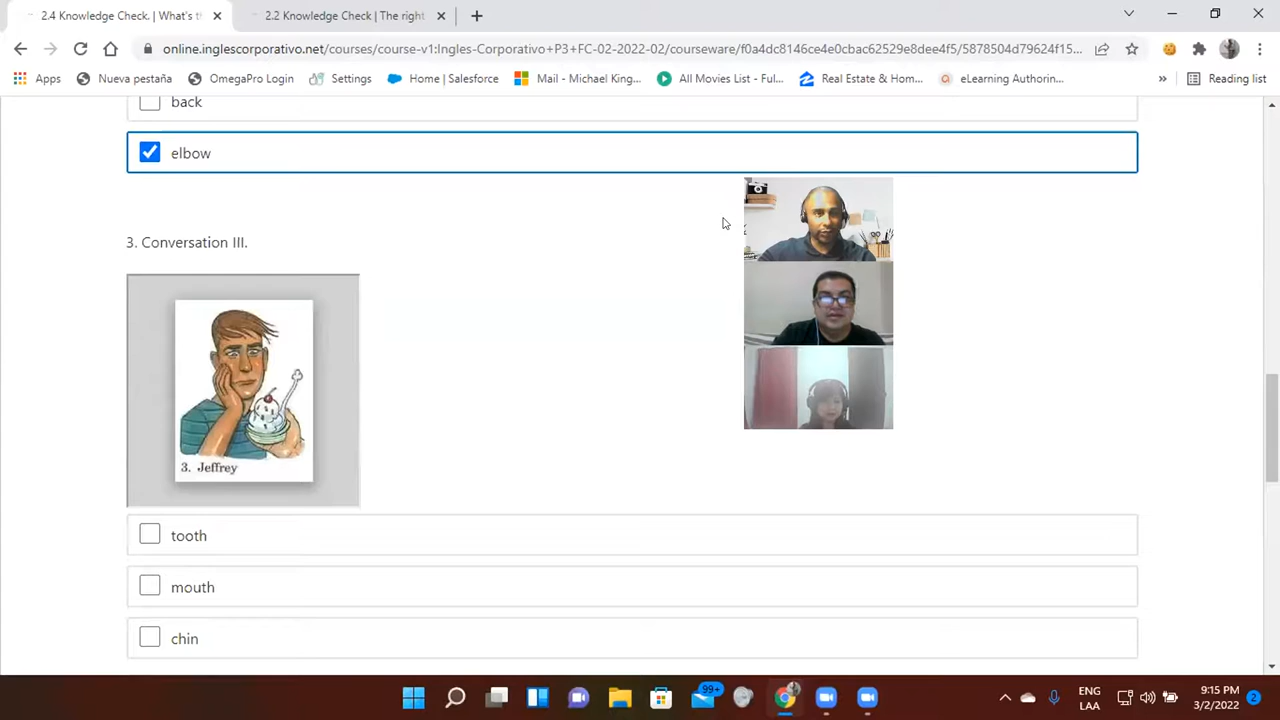 2.4 Knowledge Check. | What's t
2.2 Knowledge Check | The right
online.inglescorporativo.net/courses/course-v1:Ingles-Corporativo+P3+FC-02-2022-02/courseware/f0a4dc8146ce4e0cbac62529e8dee4f5/5878504d79624f15...
Apps
Nueva pestaña
OmegaPro Login
Settings
Home | Salesforce
Mail - Michael King...
All Movies List - Ful...
Real Estate & Hom...
eLearning Authorin...
»
Reading list
back
elbow
3. Conversation III.
3. Jeffrey
tooth
mouth
chin
99+
ENG
LAA
9:15 PM
3/2/2022
2